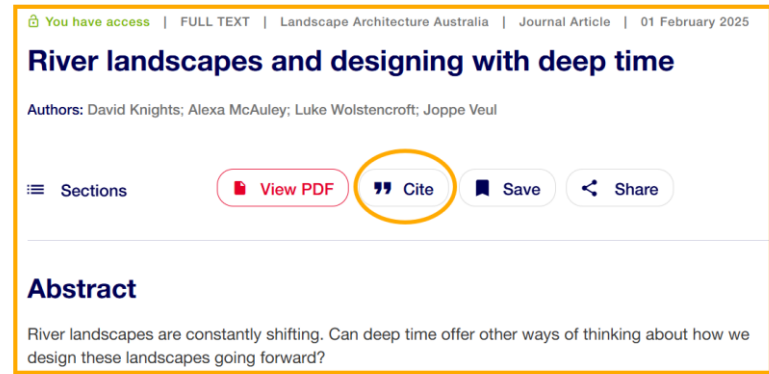 You have access | FULL TEXT | Landscape Architecture Australia | Journal Article | 01 February 2025
River landscapes and designing with deep time
Authors: David Knights; Alexa McAuley; Luke Wolstencroft; Joppe Veul
Sections View PDF Cite Save Share
Abstract
River landscapes are constantly shifting. Can deep time offer other ways of thinking about how we
design these landscapes going forward?